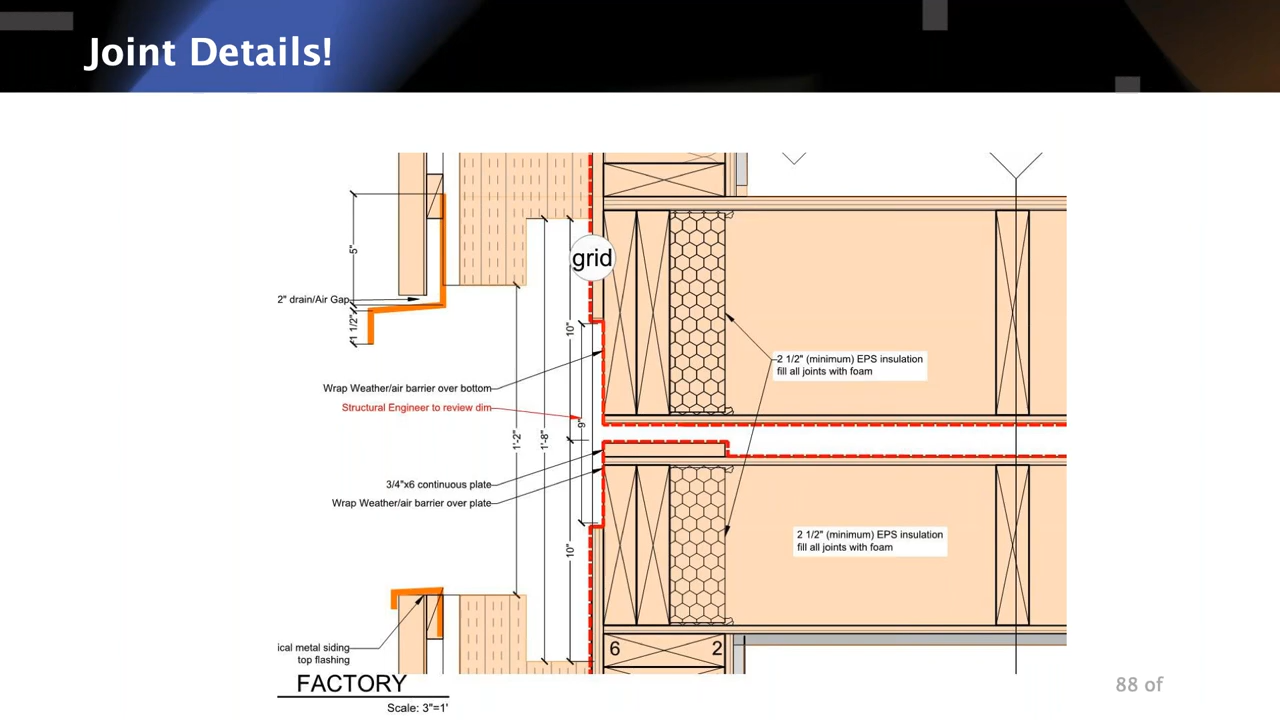 Joint Details!
grid
5"
2" drain/Air Gap
1 1/2"
10"
Wrap Weather/air barrier over bottom
Structural Engineer to review dim
9"
1'-2"
1'-8"
2 1/2" (minimum) EPS insulation
fill all joints with foam
3/4"x6 continuous plate
Wrap Weather/air barrier over plate
10"
2 1/2" (minimum) EPS insulation
fill all joints with foam
ical metal siding
top flashing
6
2
FACTORY
Scale: 3"=1'
88 of